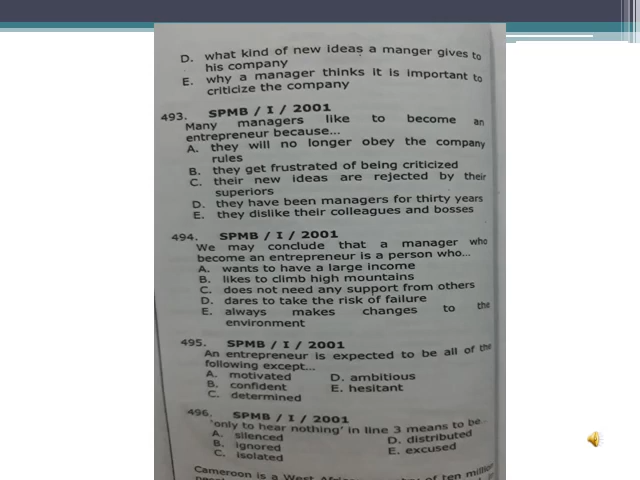 D. what kind of new ideas a manger gives to
his company
E. why a manager thinks it is important to
criticize the company
493. SPMB / I / 2001
Many managers like to become an
entrepreneur because...
A. they will no longer obey the company
rules
B. they get frustrated of being criticized
C. their new ideas are rejected by their
superiors
D. they have been managers for thirty years
E. they dislike their colleagues and bosses
494. SPMB / I / 2001
We may conclude that a manager who
become an entrepreneur is a person who...
A. wants to have a large income
B. likes to climb high mountains
C. does not need any support from others
D. dares to take the risk of failure
E. always makes changes to the
environment
495. SPMB / I / 2001
An entrepreneur is expected to be all of the
following except...
A. motivated D. ambitious
B. confident E. hesitant
C. determined
496. SPMB / I / 2001
'only to hear nothing' in line 3 means to be..
A. silenced D. distributed
B. ignored E. excused
C. isolated
Cameroon is a West of ten million